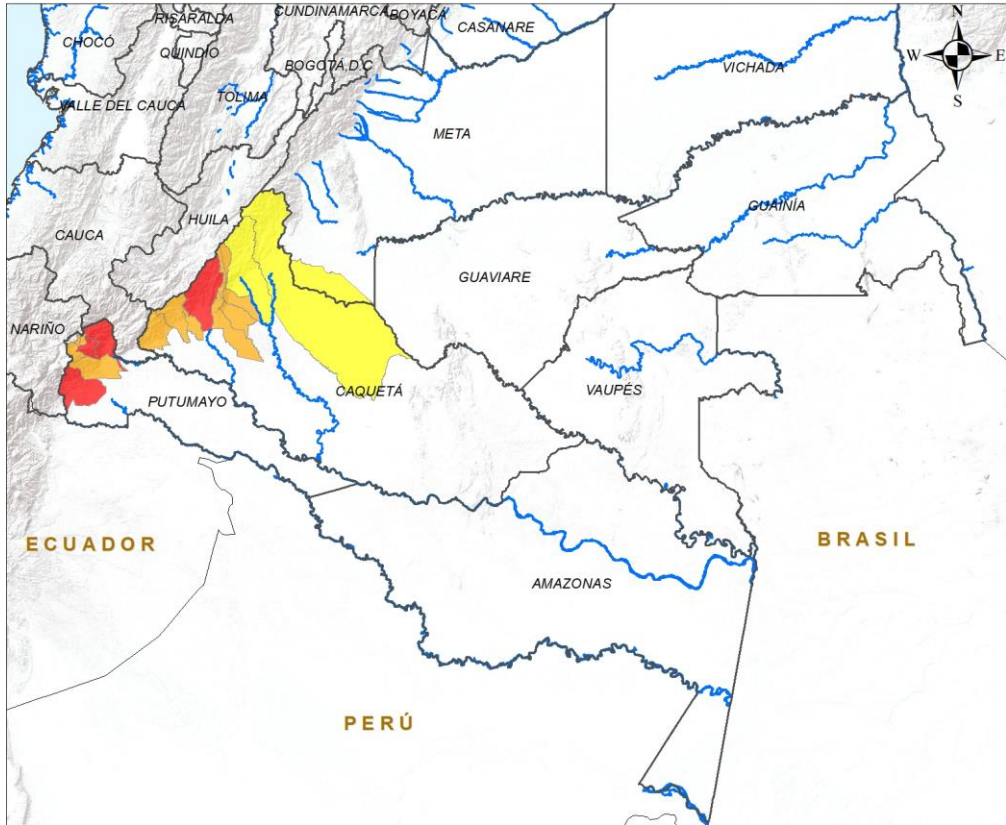 RISARALDA
CUNDINAMARCA
BOYACÁ
CASANARE
CHOCÓ
QUINDÍO
BOGOTÁ D.C
VICHADA
N
W
E
S
VALLE DEL CAUCA
TOLIMA
META
HUILA
GUAINÍA
CAUCA
GUAVIARE
NARIÑO
CAQUETÁ
VAUPÉS
PUTUMAYO
ECUADOR
BRASIL
AMAZONAS
PERÚ